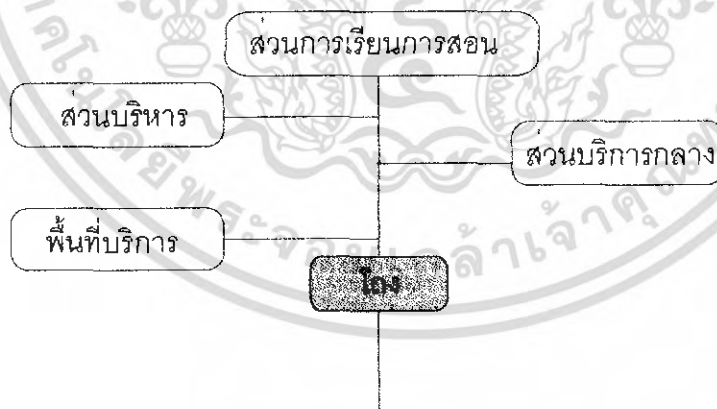 ส่วนการเรียนการสอน
ส่วนบริหาร
ส่วนบริการกลาง
พื้นที่บริการ
โถง